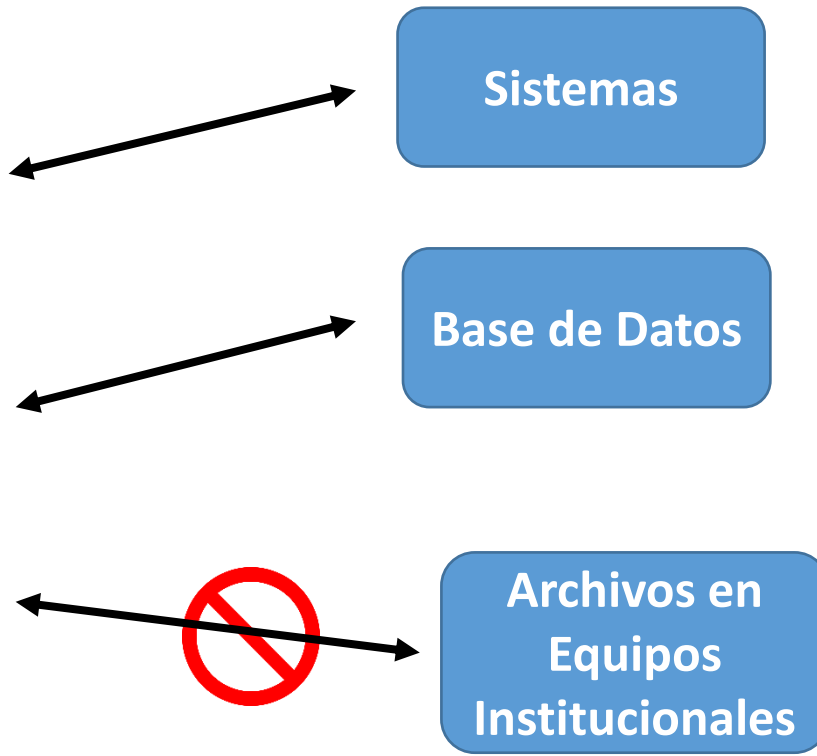 Sistemas
Base de Datos
Archivos en
Equipos
Institucionales